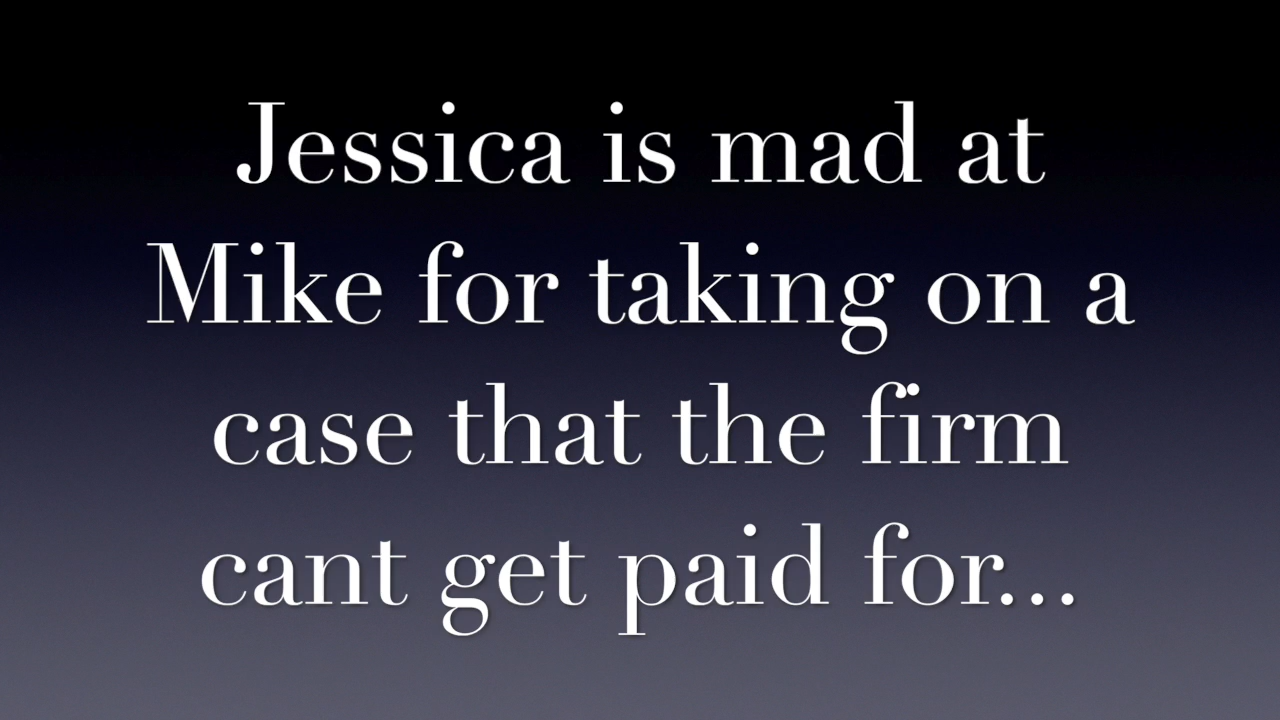 Jessica is mad at
Mike for taking on a
case that the firm
cant get paid for...